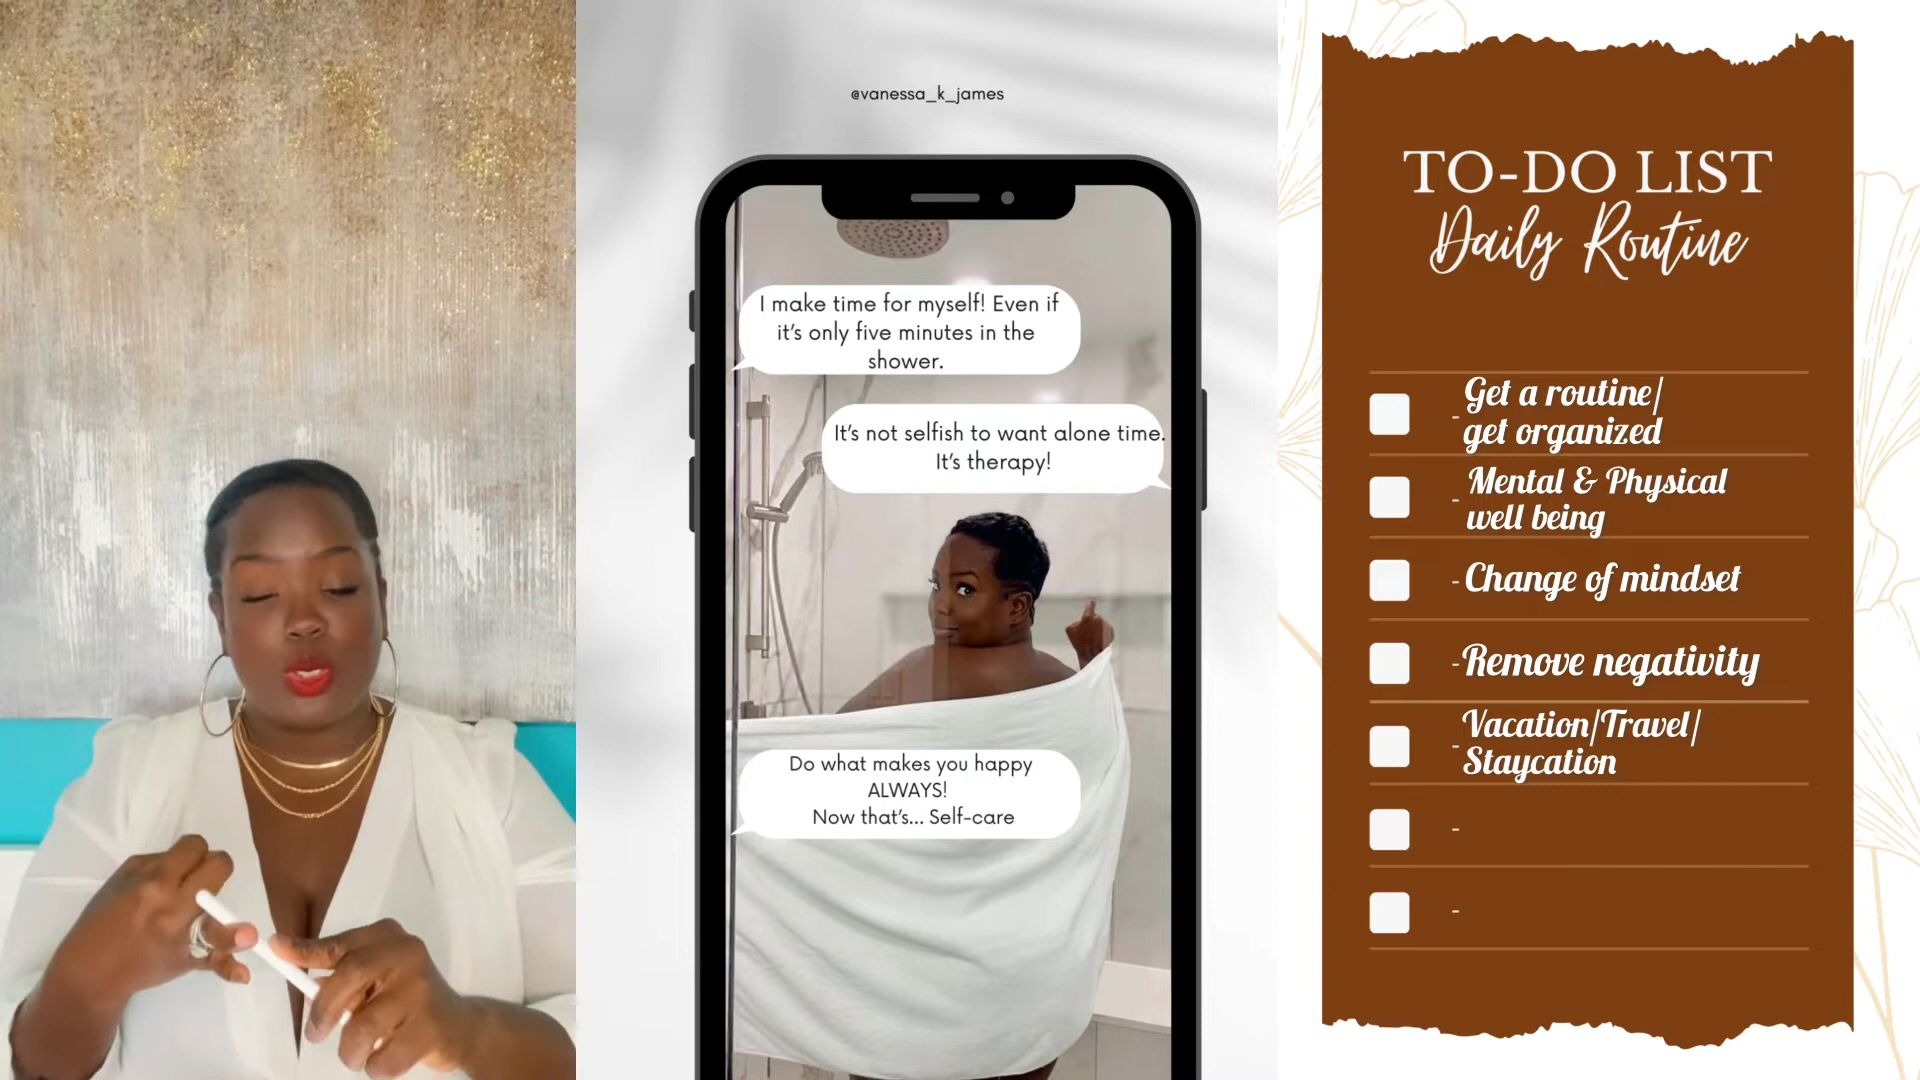 @vanessa_k_james
I make time for myself! Even if
it's only five minutes in the
shower.
It's not selfish to want alone time.
It's therapy!
Do what makes you happy
ALWAYS!
Now that's... Self-care
TO-DO LIST
Daily Routine
- Get a routine/
get organized
- Mental & Physical
well being
- Change of mindset
- Remove negativity
- Vacation/Travel/
Staycation
-
-